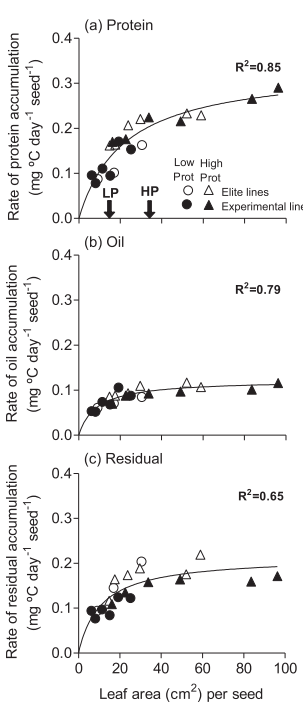 (a) Protein
Rate of protein accumulation
(mg ºC day-1 seed-1)
0.4
0.3
0.2
0.1
0.0
R2=0.85
Low High
Prot Prot
Elite lines
Experimental line
LP
HP
(b) Oil
Rate of oil accumulation
(mg ºC day-1 seed-1)
0.4
0.3
0.2
0.1
0.0
R2=0.79
(c) Residual
Rate of residual accumulation
(mg ºC day-1 seed-1)
0.4
0.3
0.2
0.1
0.0
R2=0.65
0 20 40 60 80 100
Leaf area (cm2) per seed